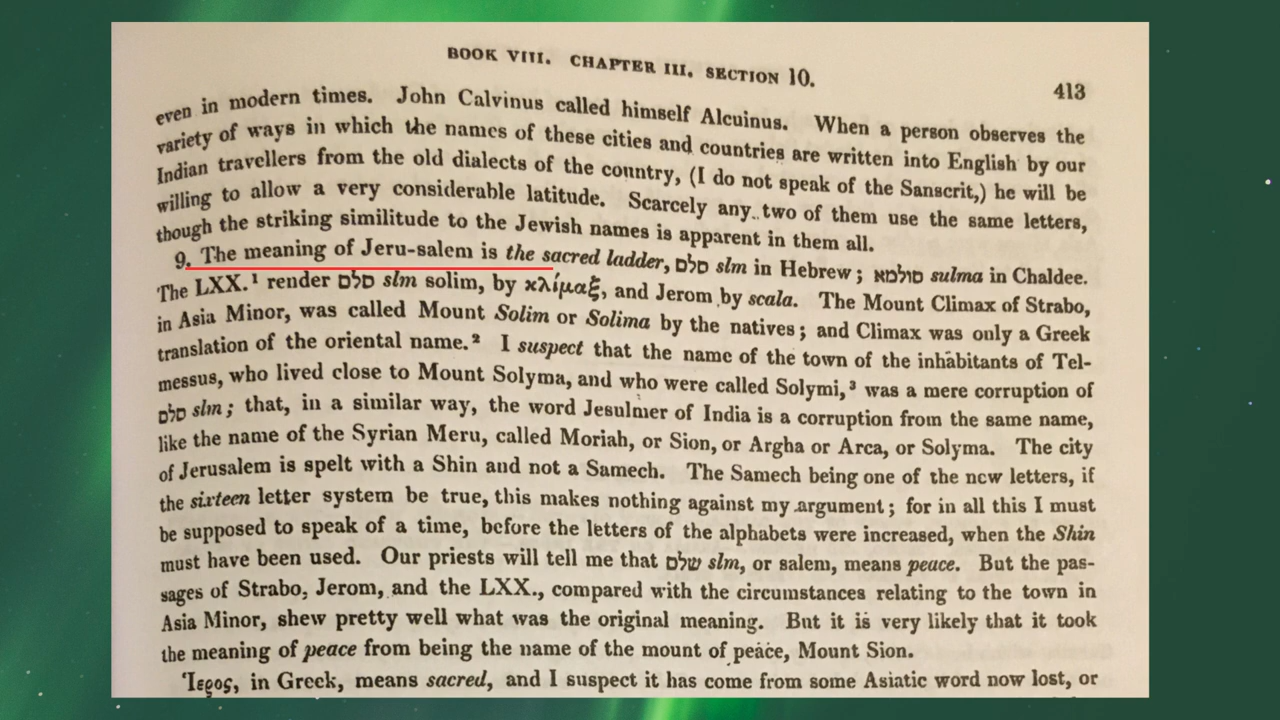 BOOK VIII. CHAPTER III. SECTION 10.
413
even in modern times. John Calvinus called himself Alcuinus. When a person observes the
variety of ways in which the names of these cities and countries are written into English by our
Indian travellers from the old dialects of the country, (I do not speak of the Sanscrit,) he will be
willing to allow a very considerable latitude. Scarcely any two of them use the same letters,
though the striking similitude to the Jewish names is apparent in them all.
9. The meaning of Jeru-salem is the sacred ladder, סלם slm in Hebrew; סולמא sulma in Chaldee.
The LXX.¹ render סלם slm solim, by κλίμαξ, and Jerom by scala. The Mount Climax of Strabo,
in Asia Minor, was called Mount Solim or Solima by the natives; and Climax was only a Greek
translation of the oriental name.² I suspect that the name of the town of the inhabitants of Tel-
messus, who lived close to Mount Solyma, and who were called Solymi,³ was a mere corruption of
סלם slm; that, in a similar way, the word Jesulmer of India is a corruption from the same name,
like the name of the Syrian Meru, called Moriah, or Sion, or Argha or Arca, or Solyma. The city
of Jerusalem is spelt with a Shin and not a Samech. The Samech being one of the new letters, if
the sixteen letter system be true, this makes nothing against my argument; for in all this I must
be supposed to speak of a time, before the letters of the alphabets were increased, when the Shin
must have been used. Our priests will tell me that שלם slm, or salem, means peace. But the pas-
sages of Strabo, Jerom, and the LXX., compared with the circumstances relating to the town in
Asia Minor, shew pretty well what was the original meaning. But it is very likely that it took
the meaning of peace from being the name of the mount of peace, Mount Sion.
Ἱερος, in Greek, means sacred, and I suspect it has come from some Asiatic word now lost, or